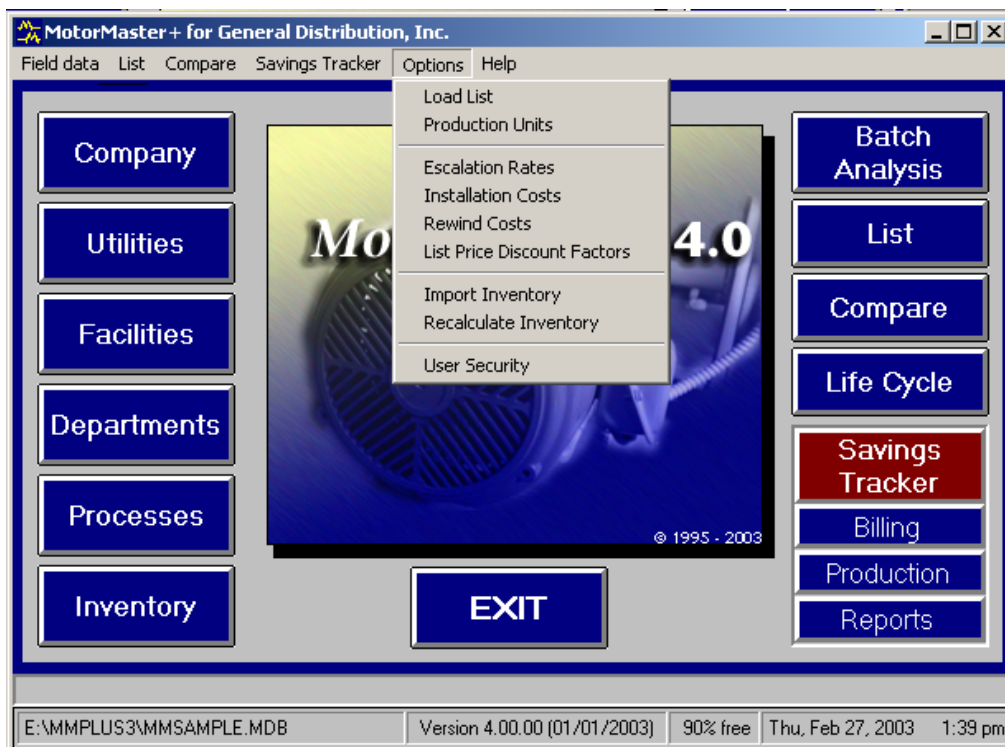 MotorMaster+ for General Distribution, Inc.
Field data List Compare Savings Tracker Options Help
Load List
Production Units
Escalation Rates
Installation Costs
Rewind Costs
List Price Discount Factors
Import Inventory
Recalculate Inventory
User Security
Company
Utilities
Facilities
Departments
Processes
Inventory
Mo 4.0
© 1995 - 2003
EXIT
Batch
Analysis
List
Compare
Life Cycle
Savings
Tracker
Billing
Production
Reports
E:\MMPLUS3\MMSAMPLE.MDB Version 4.00.00 (01/01/2003) 90% free Thu, Feb 27, 2003 1:39 pm